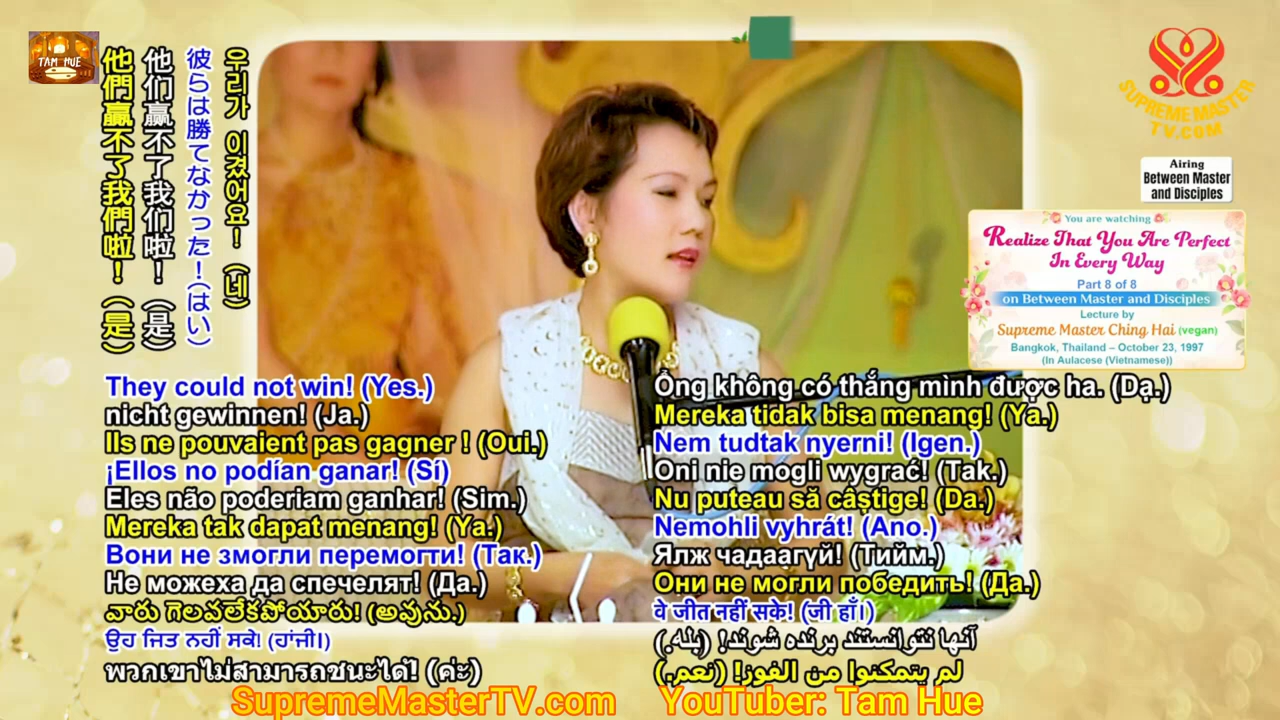 TAM HUE
우리가 이겼어요! (네)
彼らは勝てなかった！（はい）
他们赢不了我们啦！（是）
他們贏不了我們啦！（是）
SUPREME MASTER
TV.COM
Airing
Between Master
and Disciples
You are watching
Realize That You Are Perfect
In Every Way
Part 8 of 8
on Between Master and Disciples
Lecture by
Supreme Master Ching Hai (vegan)
Bangkok, Thailand – October 23, 1997
(In Aulacese (Vietnamese))
They could not win! (Yes.)
nicht gewinnen! (Ja.)
Ils ne pouvaient pas gagner ! (Oui.)
¡Ellos no podían ganar! (Sí)
Eles não poderiam ganhar! (Sim.)
Mereka tak dapat menang! (Ya.)
Вони не змогли перемогти! (Так.)
Не можеха да спечелят! (Да.)
వారు గెలవలేకపోయారు! (అవును.)
ਉਹ ਜਿਤ ਨਹੀਂ ਸਕੇ! (ਹਾਂਜੀ।)
พวกเขาไม่สามารถชนะได้! (ค่ะ)
Ổng không có thắng mình được ha. (Dạ.)
Mereka tidak bisa menang! (Ya.)
Nem tudtak nyerni! (Igen.)
Oni nie mogli wygrać! (Tak.)
Nu puteau să câștige! (Da.)
Nemohli vyhrát! (Ano.)
Ялж чадаагүй! (Тийм.)
Они не могли победить! (Да.)
वे जीत नहीं सके! (जी हाँ।)
آنها نتوانستند برنده شوند! (بله.)
لم يتمكنوا من الفوز! (نعم.)
SupremeMasterTV.com
YouTuber: Tam Hue